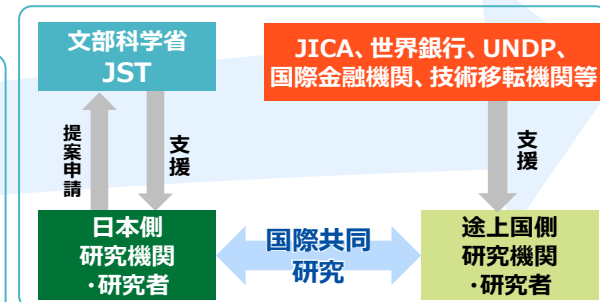 文部科学省
JST
JICA、世界銀行、UNDP、
国際金融機関、技術移転機関等
提案申請
支援
支援
日本側
研究機関
・研究者
国際共同
研究
途上国側
研究機関
・研究者